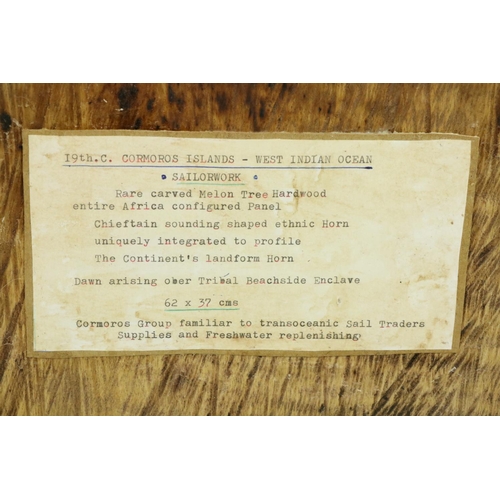 19th.C. CORMOROS ISLANDS - WEST INDIAN OCEAN
SAILORWORK
Rare carved Melon Tree Hardwood
entire Africa configured Panel
Chieftain sounding shaped ethnic Horn
uniquely integrated to profile
The Continent's landform Horn
Dawn arising ober Tribal Beachside Enclave
62 x 37 cms
Cormoros Group familiar to transoceanic Sail Traders
Supplies and Freshwater replenishing